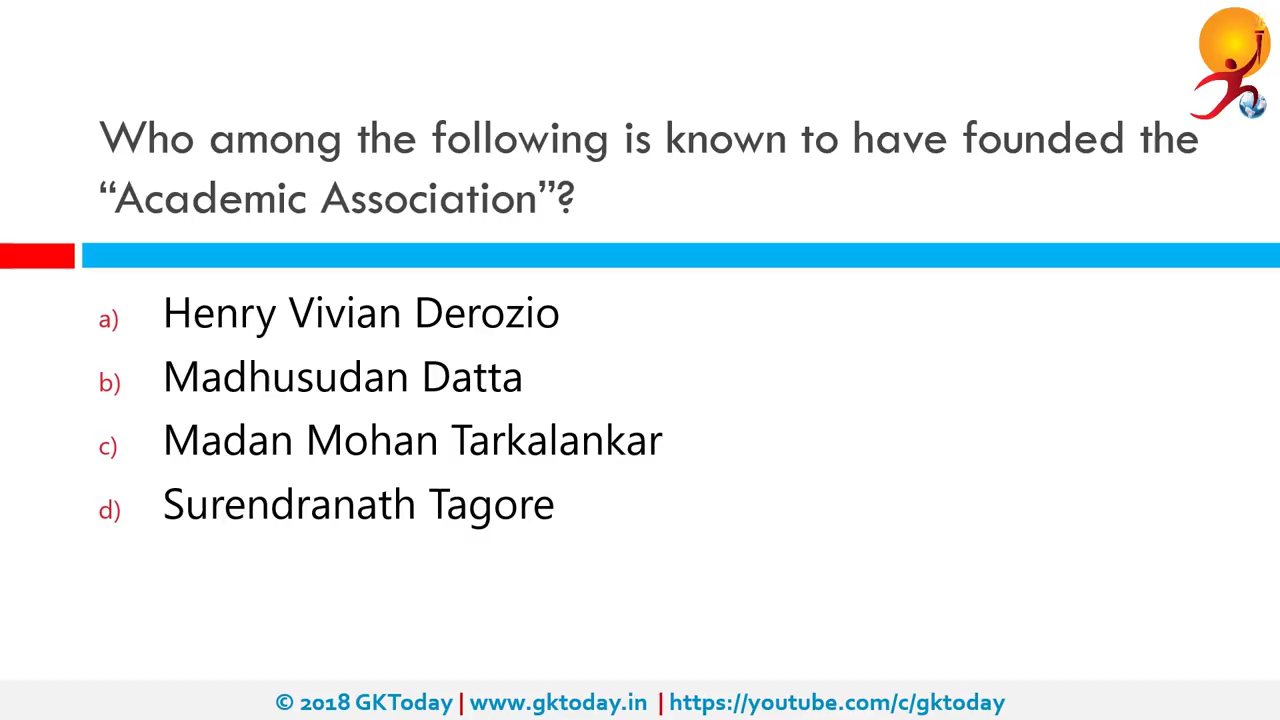 Who among the following is known to have founded the
“Academic Association”?
a) Henry Vivian Derozio
b) Madhusudan Datta
c) Madan Mohan Tarkalankar
d) Surendranath Tagore
© 2018 GKToday | www.gktoday.in | https://youtube.com/c/gktoday